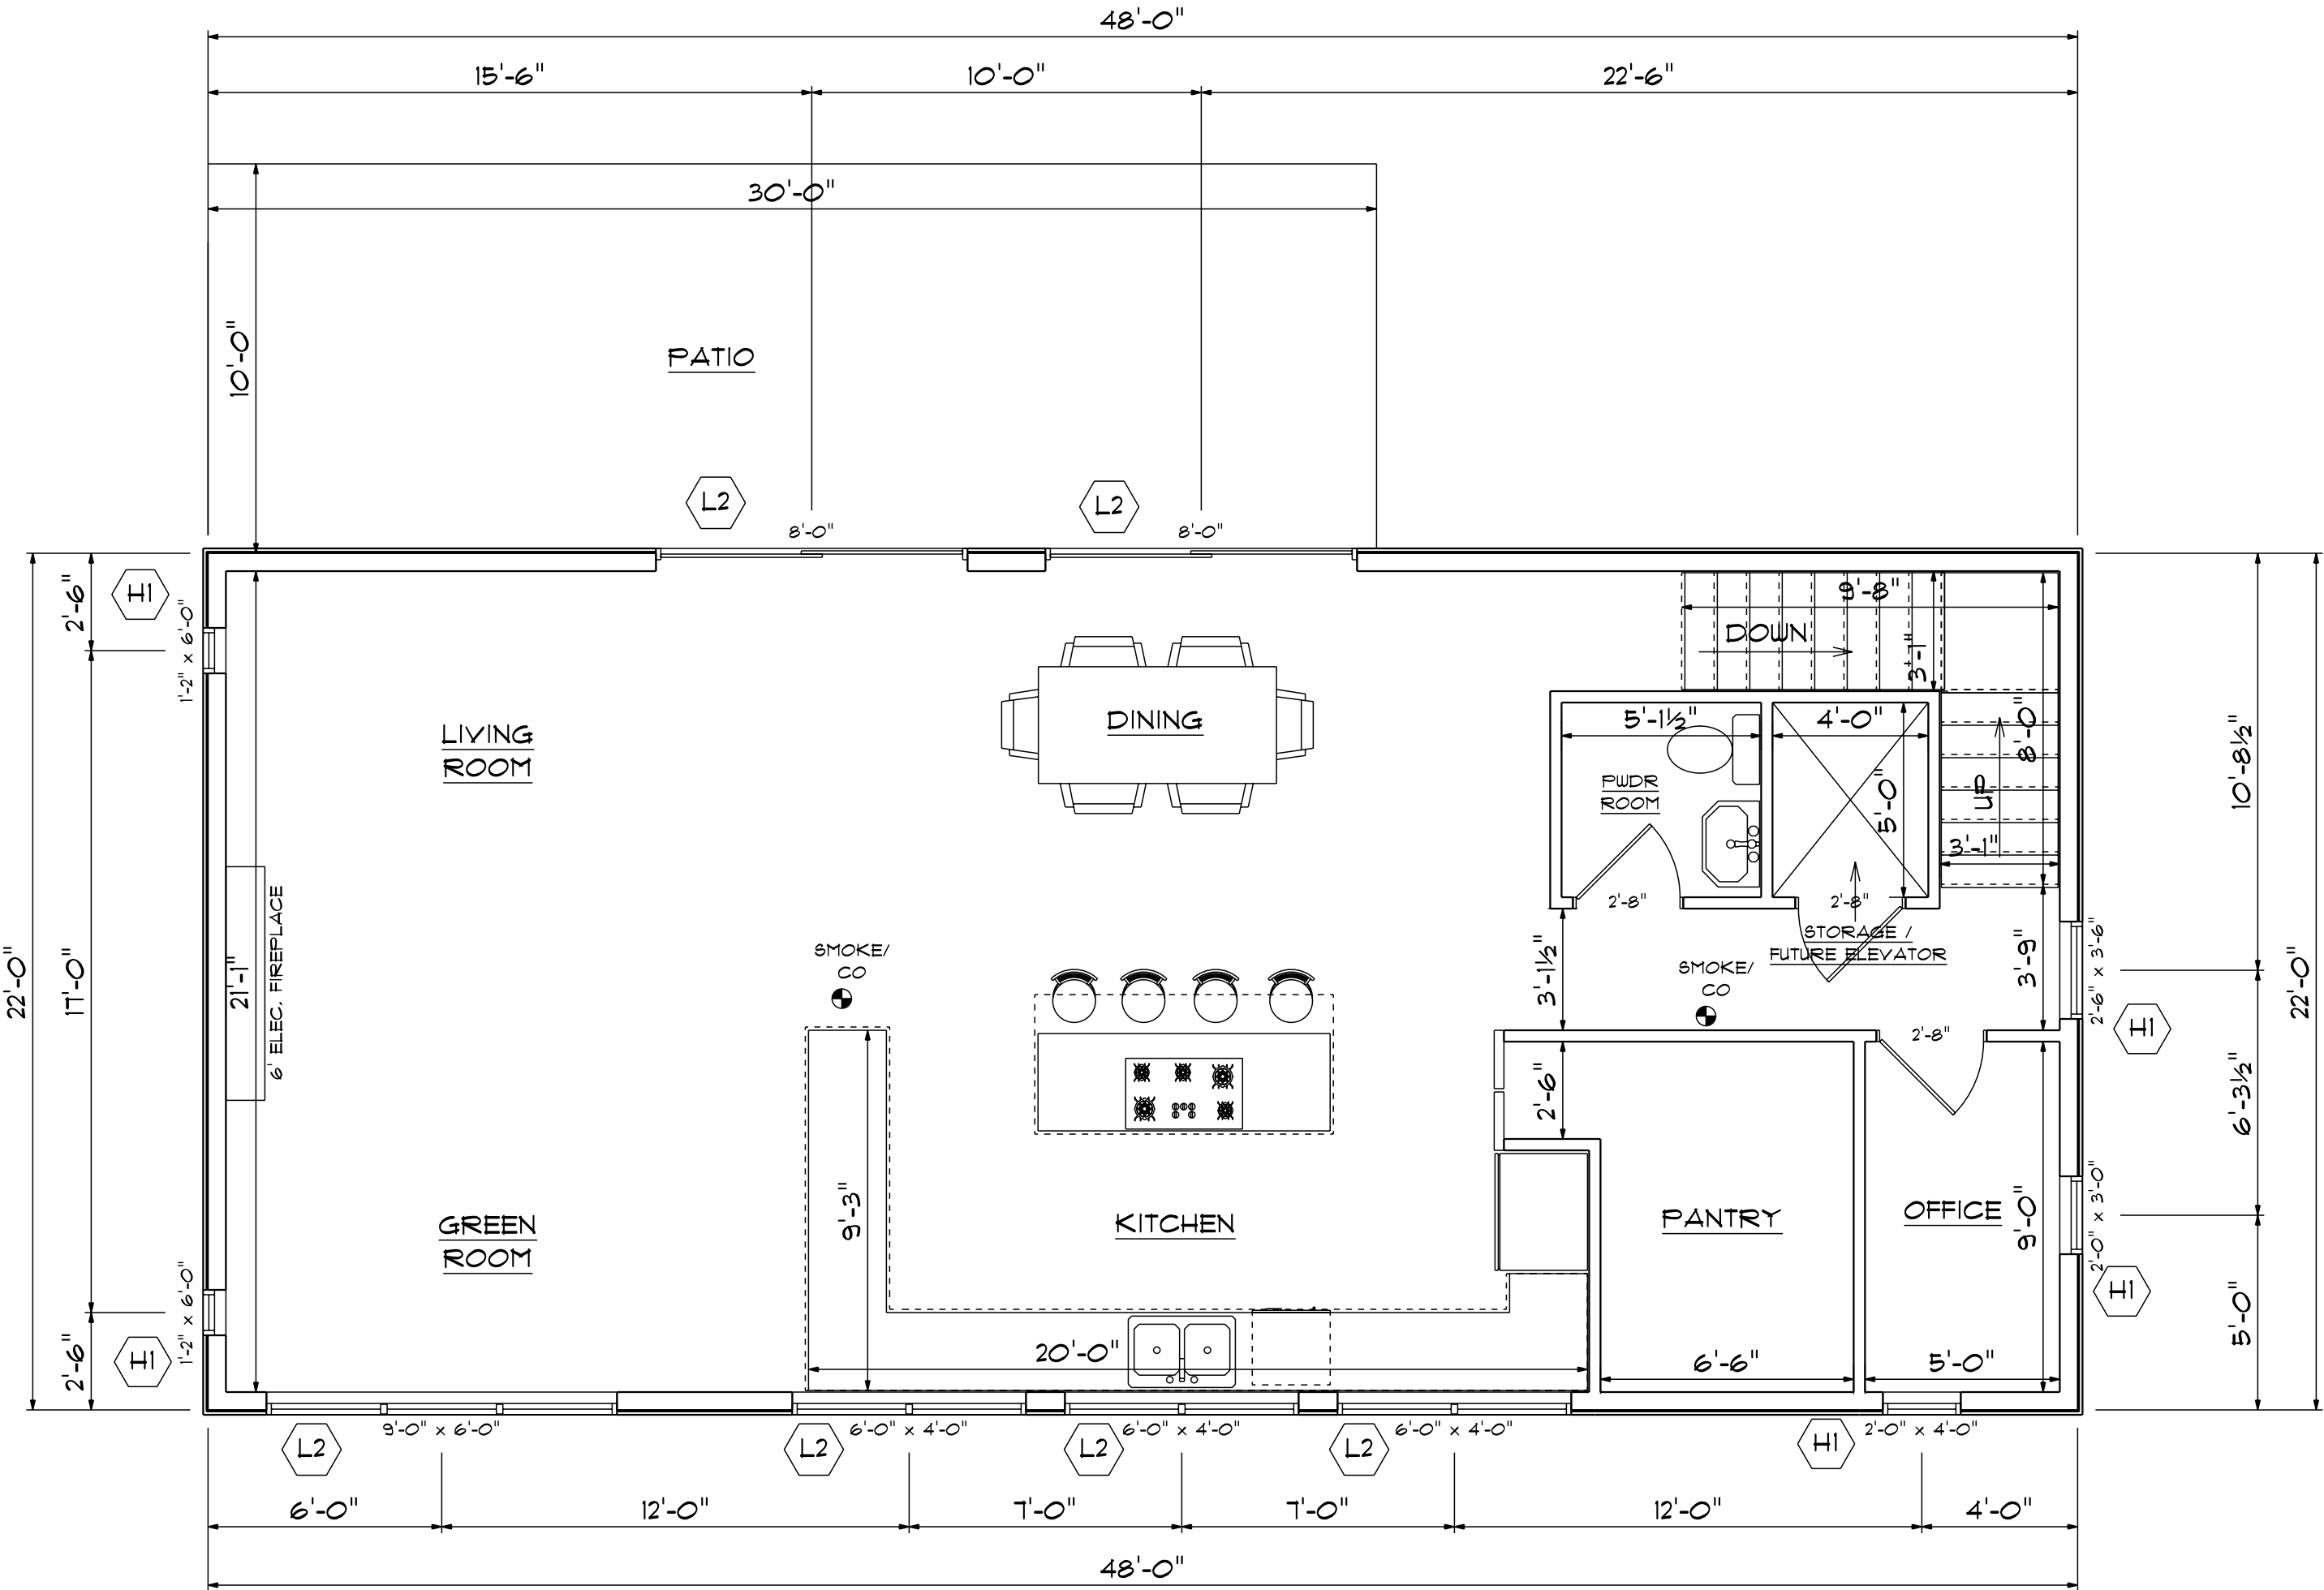 48'-0"
15'-6"
10'-0"
22'-6"
30'-0"
10'-0"
PATIO
L2
L2
8'-0"
8'-0"
2'-6"
H1
1'-2" x 6'-0"
9'-8"
DOWN
3'-1"
LIVING
ROOM
DINING
5'-1½"
4'-0"
8'-0"
10'-8½"
PWDR
ROOM
5'-0"
UP
3'-1"
2'-8"
2'-8"
22'-0"
17'-0"
21'-1"
6' ELEC. FIREPLACE
SMOKE/
CO
3'-1½"
SMOKE/
CO
STORAGE /
FUTURE ELEVATOR
3'-9"
2'-6" x 3'-6"
22'-0"
H1
2'-8"
2'-6"
6'-3½"
9'-3"
GREEN
ROOM
KITCHEN
PANTRY
OFFICE
9'-0"
2'-0" x 3'-0"
H1
5'-0"
1'-2" x 6'-0"
2'-6"
H1
20'-0"
6'-6"
5'-0"
9'-0" x 6'-0"
6'-0" x 4'-0"
6'-0" x 4'-0"
6'-0" x 4'-0"
2'-0" x 4'-0"
L2
L2
L2
L2
H1
6'-0"
12'-0"
7'-0"
7'-0"
12'-0"
4'-0"
48'-0"